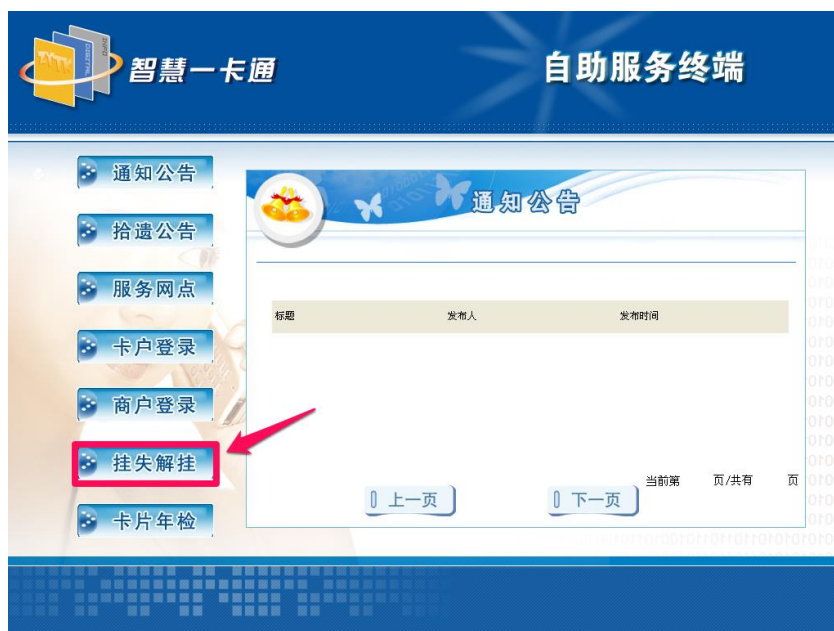 智慧一卡通
自助服务终端
通知公告
拾遗公告
服务网点
卡户登录
商户登录
挂失解挂
卡片年检
通知公告
标题 发布人 发布时间
当前第 页/共有 页
上一页 下一页